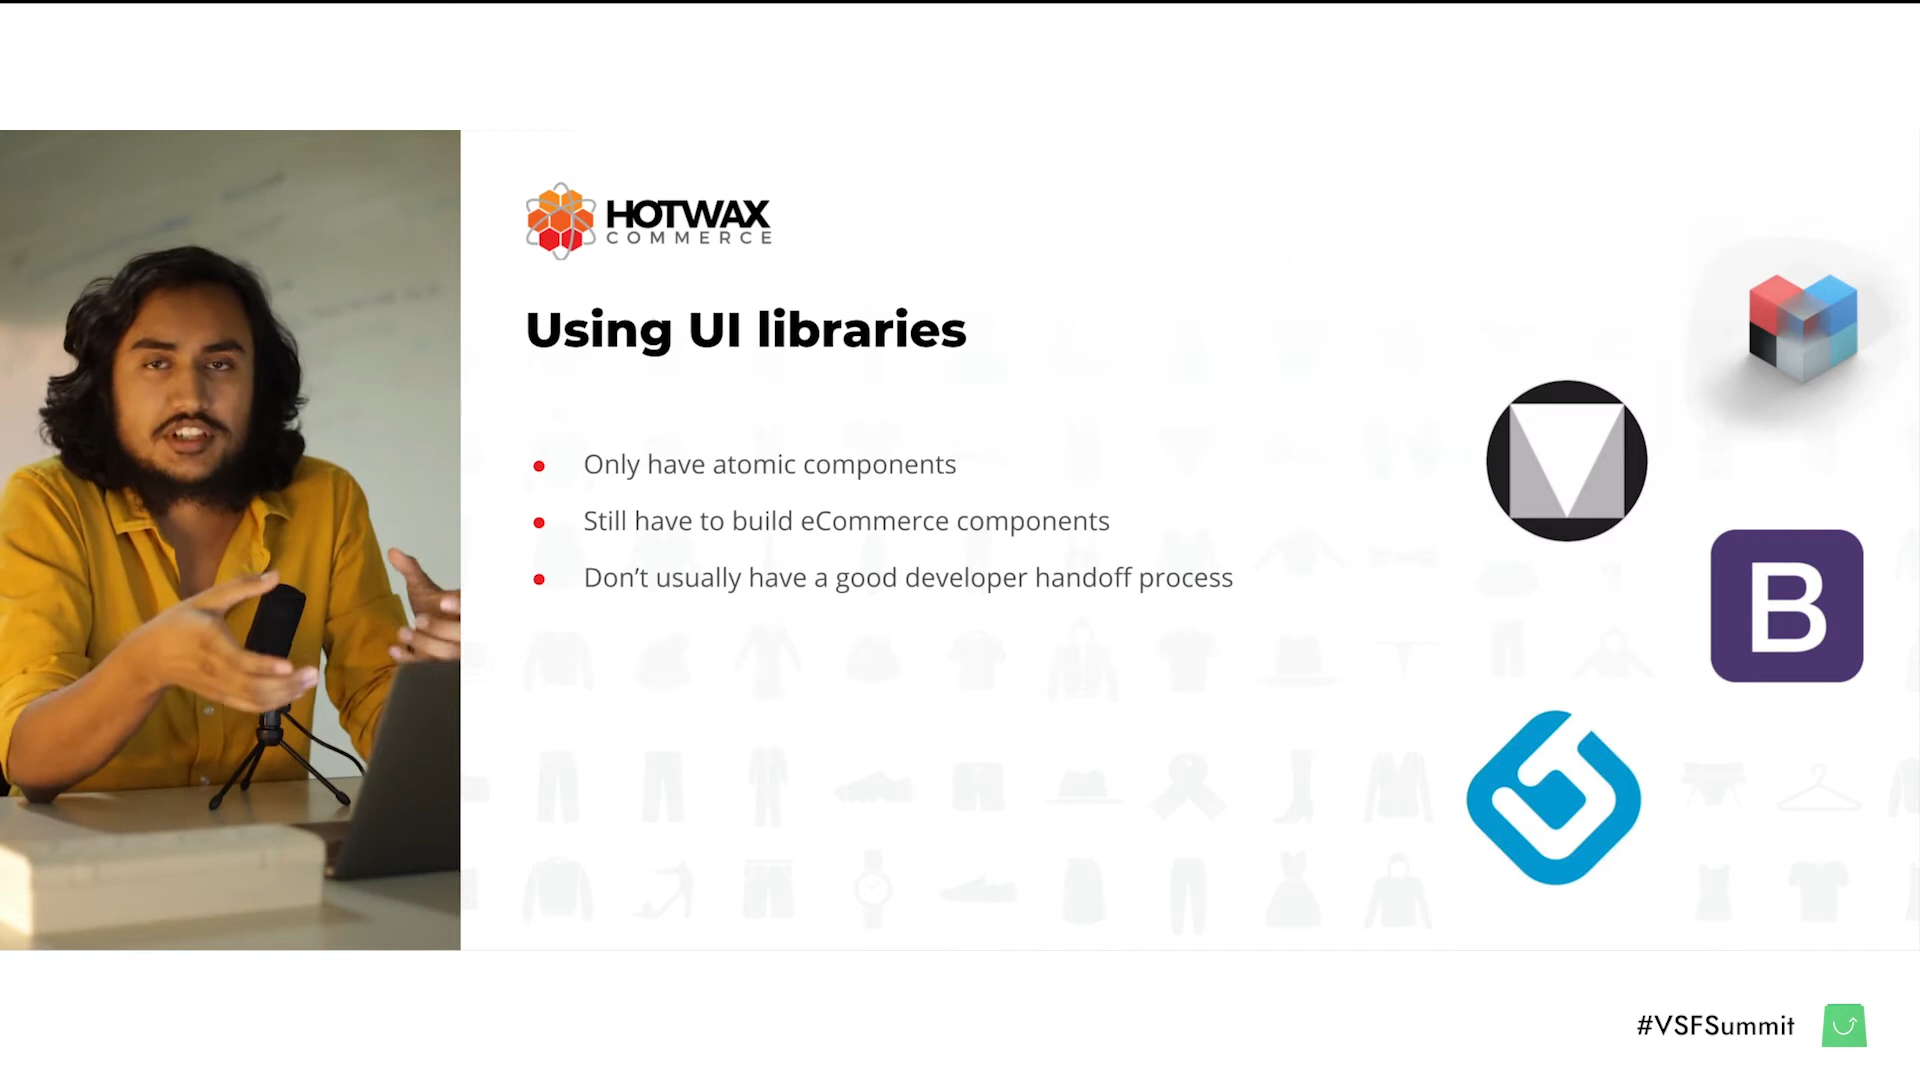 HOTWAX
COMMERCE
Using UI libraries
Only have atomic components
Still have to build eCommerce components
Don’t usually have a good developer handoff process
B
#VSFSummit